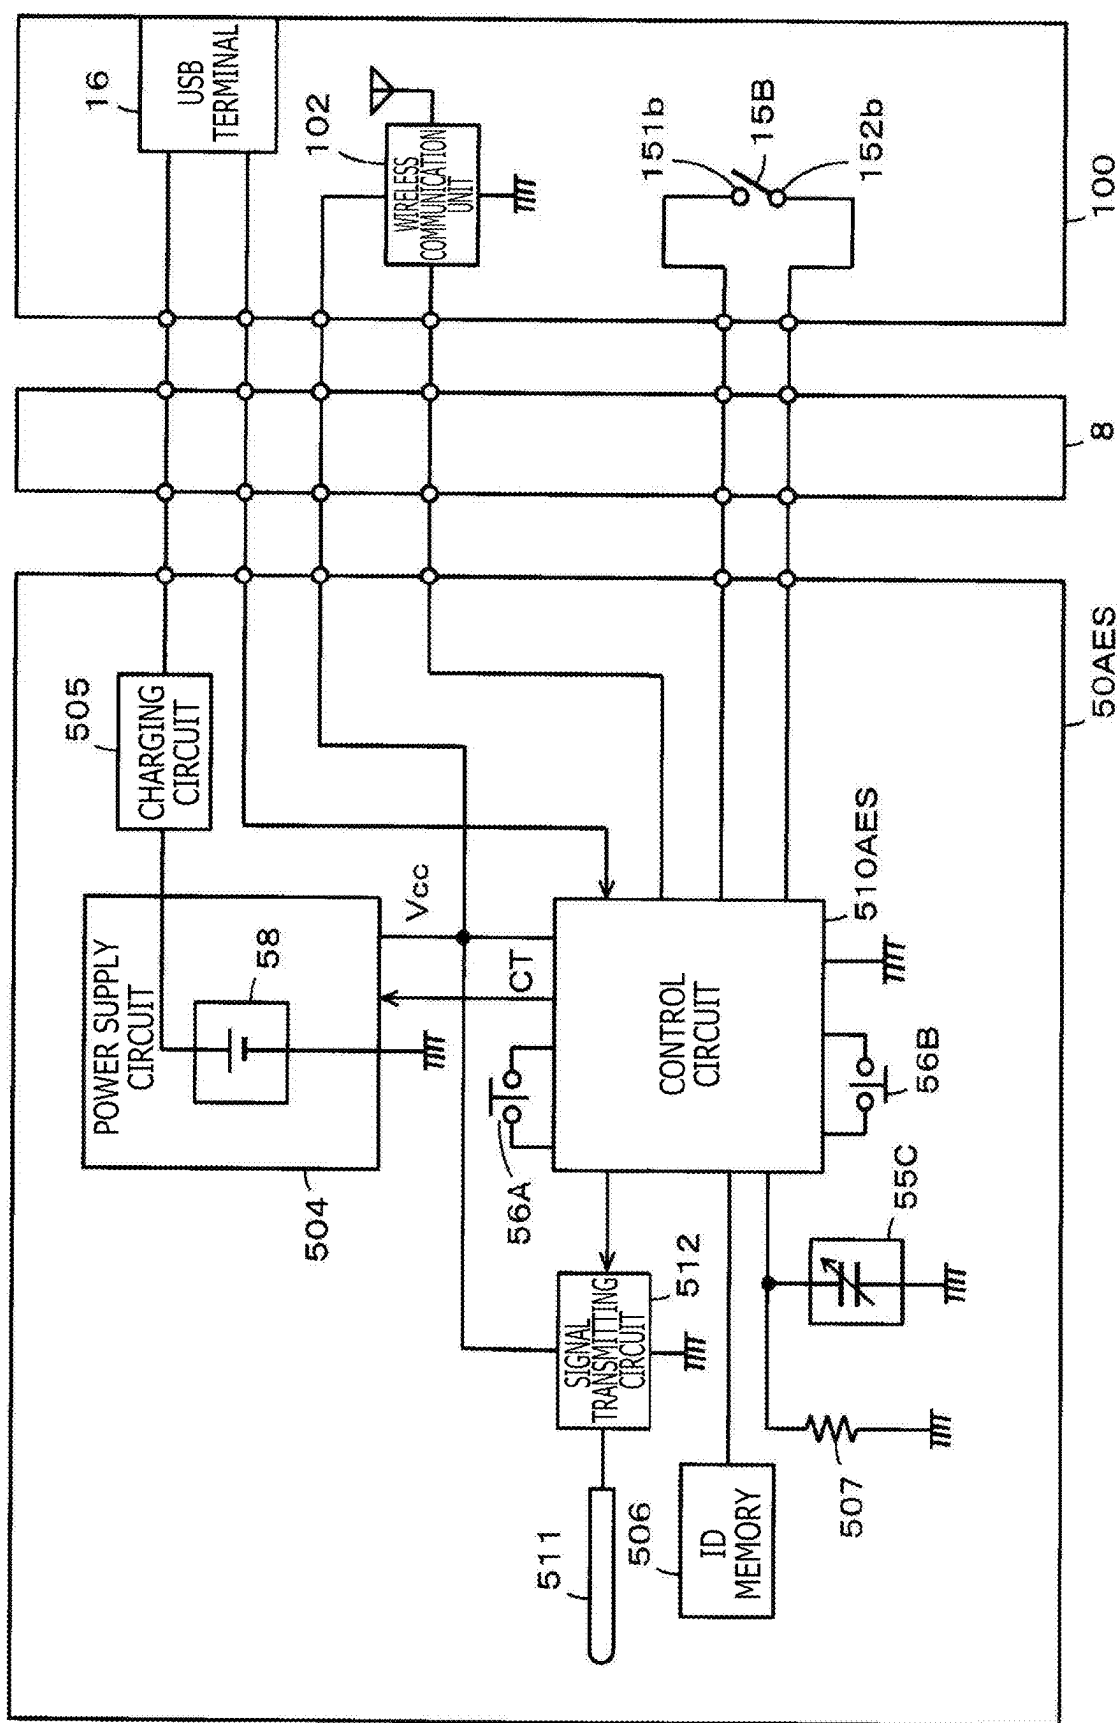 505
CHARGING
CIRCUIT
16
USB
TERMINAL
POWER SUPPLY
CIRCUIT
58
504
Vcc
CT
102
WIRELESS
COMMUNICATION
UNIT
56A
511
SIGNAL
TRANSMITTING
CIRCUIT
512
506
ID
MEMORY
CONTROL
CIRCUIT
510AES
151b
15B
152b
507
55C
56B
50AES
8
100